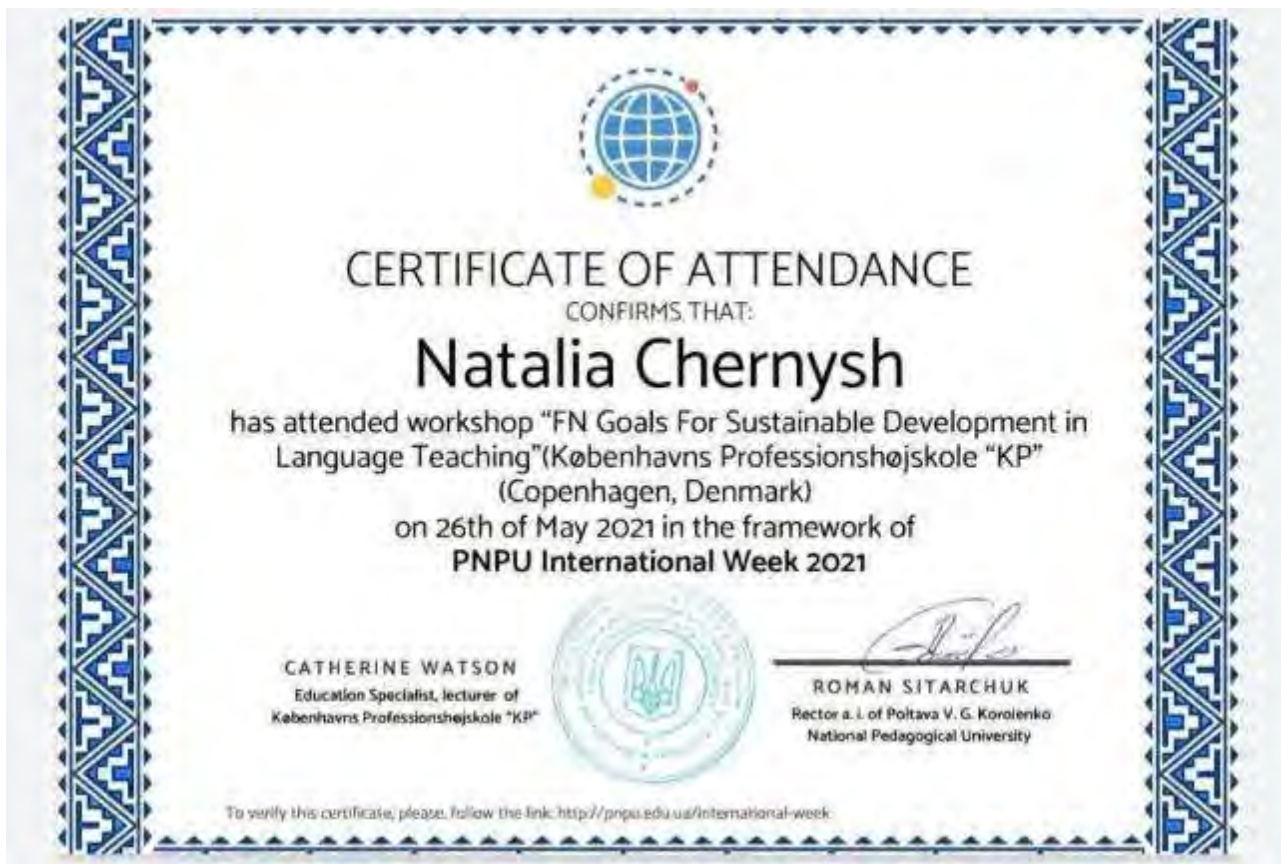 CERTIFICATE OF ATTENDANCE
CONFIRMS THAT:
Natalia Chernysh
has attended workshop “FN Goals For Sustainable Development in
Language Teaching”(Københavns Professionshøjskole “KP”
(Copenhagen, Denmark)
on 26th of May 2021 in the framework of
PNPU International Week 2021
CATHERINE WATSON
Education Specialist, lecturer of
Københavns Professionshøjskole “KP”
ROMAN SITARCHUK
Rector a. i. of Poltava V. G. Korolenko
National Pedagogical University
To verify this certificate, please, follow the link: http://pnpu.edu.ua/international-week